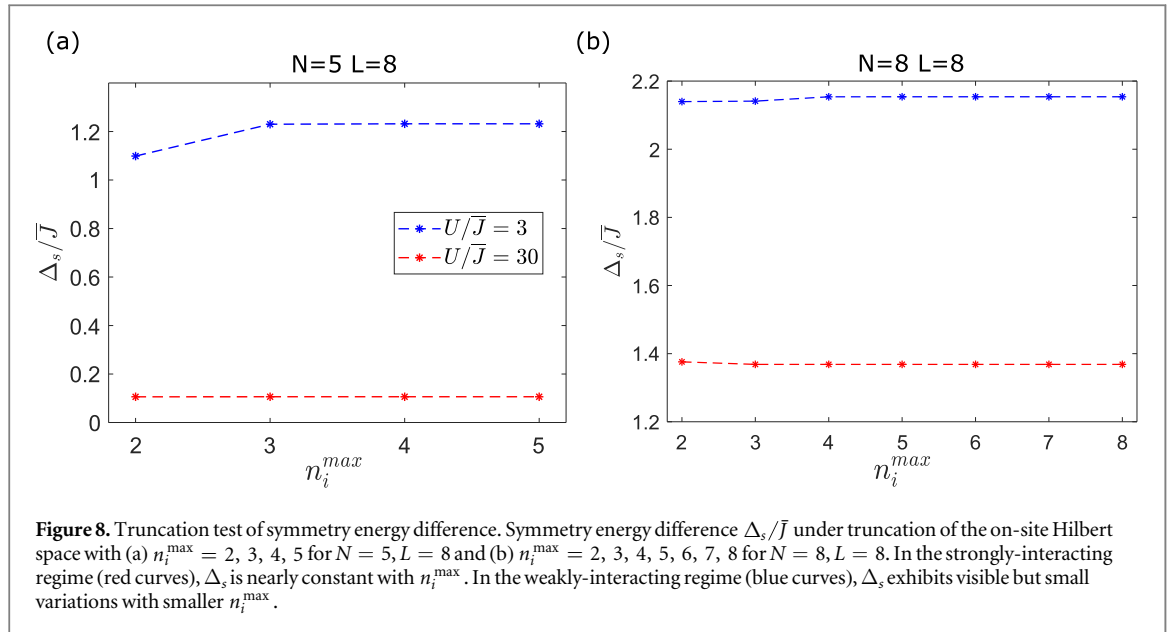 (a)
N=5 L=8
1.2
1
0.8
0.6
0.4
0.2
0
Δ_s/J̅
U/J̅ = 3
U/J̅ = 30
2 3 4 5
n_i^{max}
(b)
N=8 L=8
2.2
2
1.8
1.6
1.4
1.2
Δ_s/J̅
2 3 4 5 6 7 8
n_i^{max}
Figure 8. Truncation test of symmetry energy difference. Symmetry energy difference Δ_s/J̅ under truncation of the on-site Hilbert
space with (a) n_i^{max} = 2, 3, 4, 5 for N = 5, L = 8 and (b) n_i^{max} = 2, 3, 4, 5, 6, 7, 8 for N = 8, L = 8. In the strongly-interacting
regime (red curves), Δ_s is nearly constant with n_i^{max}. In the weakly-interacting regime (blue curves), Δ_s exhibits visible but small
variations with smaller n_i^{max}.